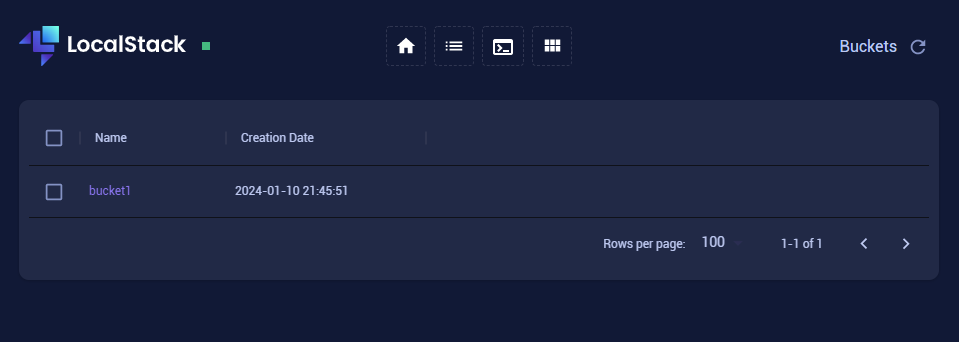 LocalStack
Buckets
Name Creation Date
bucket1 2024-01-10 21:45:51
Rows per page: 100 1-1 of 1